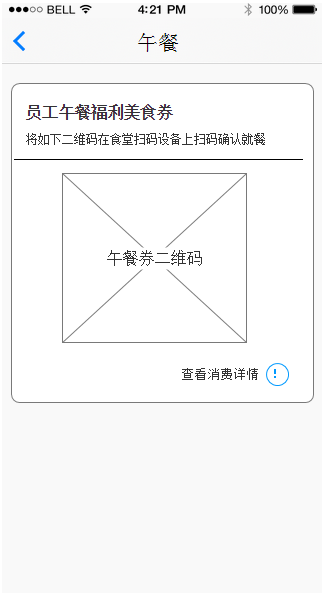 BELL 4:21 PM 100%
午餐
员工午餐福利美食券
将如下二维码在食堂扫码设备上扫码确认就餐
午餐券二维码
查看消费详情 !